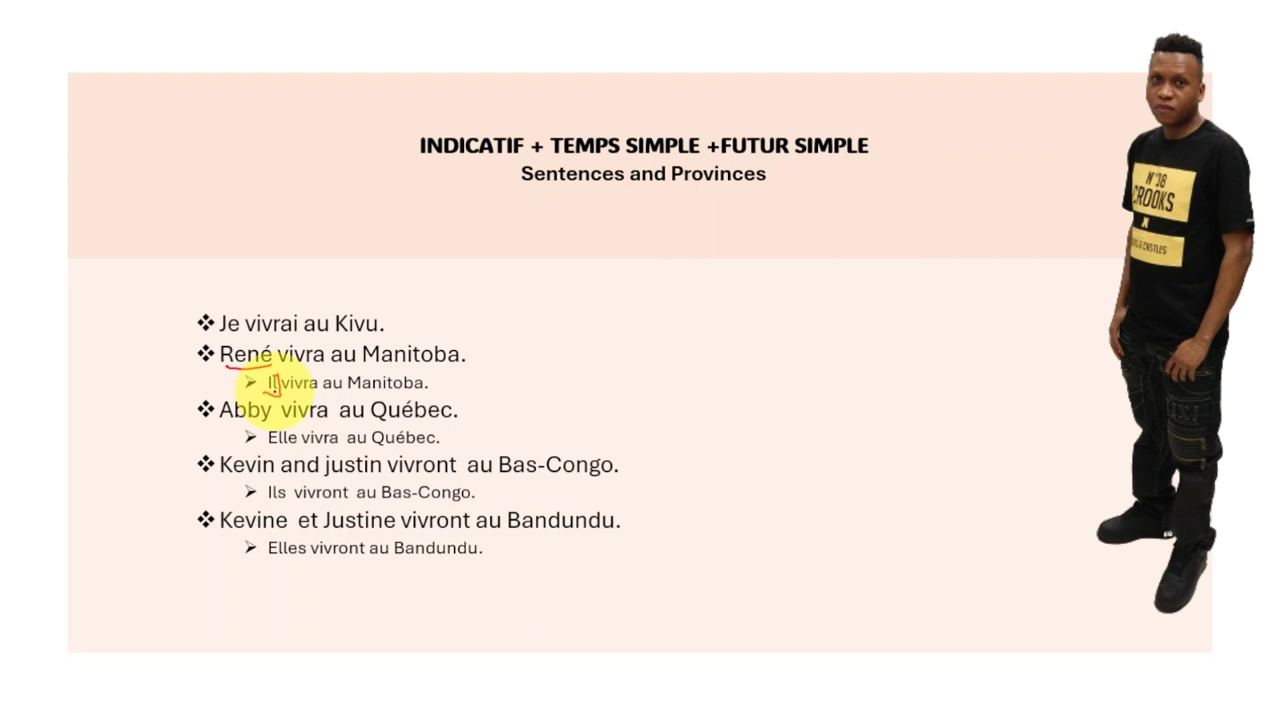 INDICATIF + TEMPS SIMPLE +FUTUR SIMPLE
Sentences and Provinces
Je vivrai au Kivu.
René vivra au Manitoba.
Il vivra au Manitoba.
Abby vivra au Québec.
Elle vivra au Québec.
Kevin and justin vivront au Bas-Congo.
Ils vivront au Bas-Congo.
Kevine et Justine vivront au Bandundu.
Elles vivront au Bandundu.
N°08
CROOKS
& CASTLES